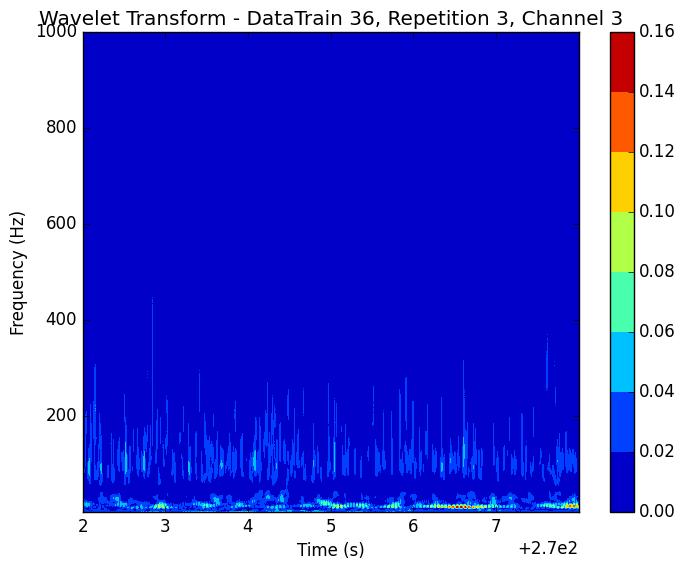 Wavelet Transform - DataTrain 36, Repetition 3, Channel 3
1000
800
600
400
200
Frequency (Hz)
2 3 4 5 6 7
Time (s)
+2.7e2
0.16
0.14
0.12
0.10
0.08
0.06
0.04
0.02
0.00